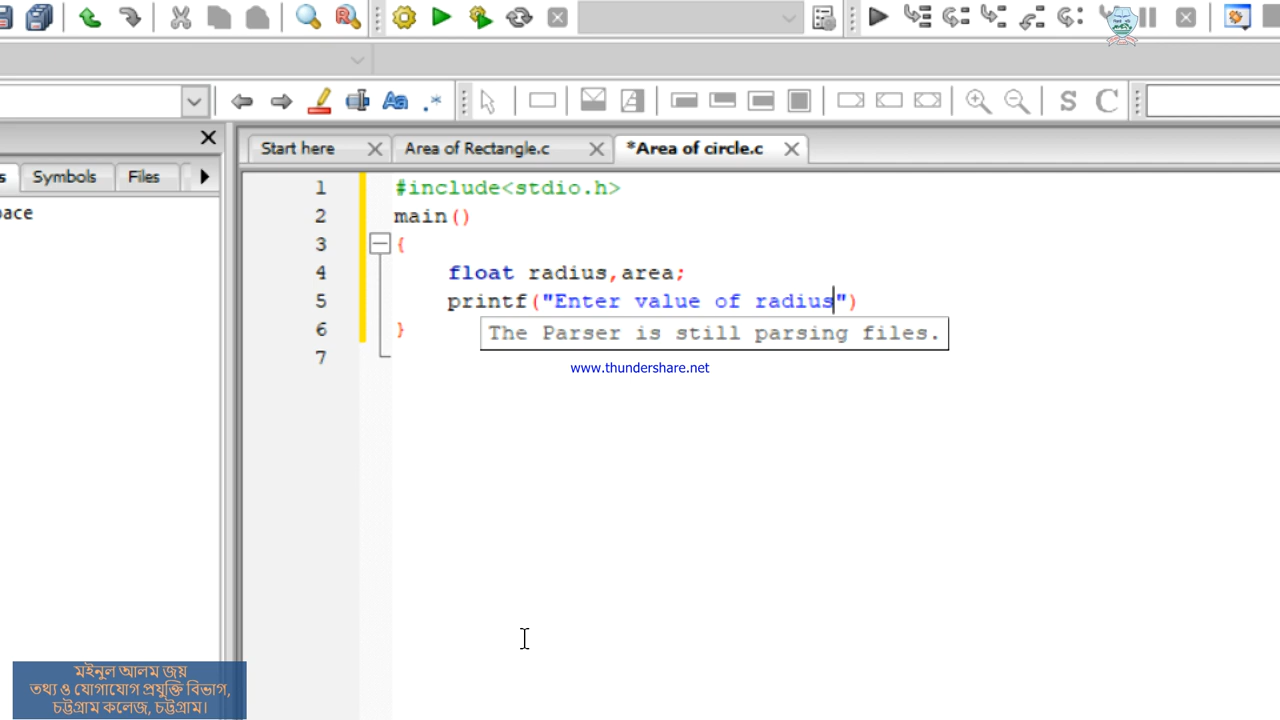 Start here
Area of Rectangle.c
*Area of circle.c
s
Symbols
Files
pace
1 #include<stdio.h>
2 main()
3 {
4 float radius,area;
5 printf("Enter value of radius")
6 }
7
The Parser is still parsing files.
www.thundershare.net
মইনুল আলম জয়
তথ্য ও যোগাযোগ প্রযুক্তি বিভাগ,
চট্টগ্রাম কলেজ, চট্টগ্রাম।